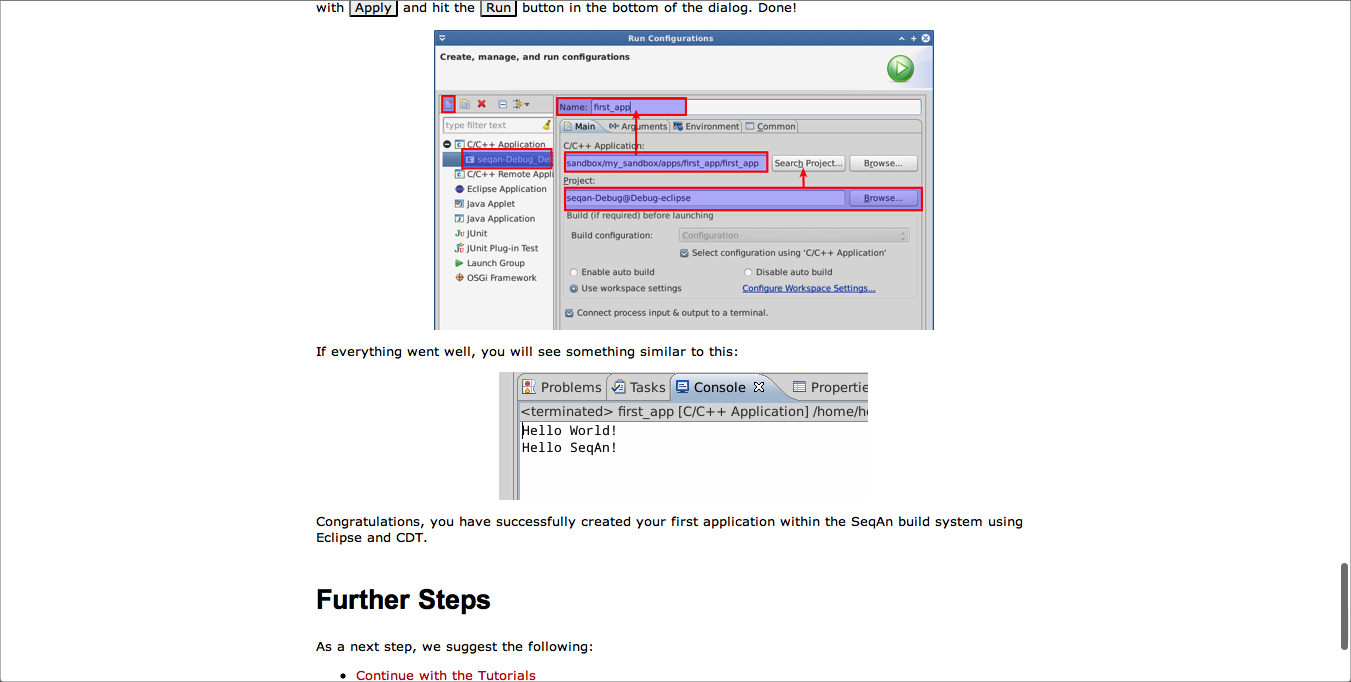 with Apply and hit the Run button in the bottom of the dialog. Done!
Run Configurations
Create, manage, and run configurations
type filter text
C/C++ Application
seqan-Debug_De
C/C++ Remote Appli
Eclipse Application
Java Applet
Java Application
JUnit
JUnit Plug-in Test
Launch Group
OSGi Framework
Name: first_app
Main Arguments Environment Common
C/C++ Application:
sandbox/my_sandbox/apps/first_app/first_app Search Project... Browse...
Project:
seqan-Debug@Debug-eclipse Browse...
Build (if required) before launching
Build configuration: Configuration
Select configuration using 'C/C++ Application'
Enable auto build Disable auto build
Use workspace settings Configure Workspace Settings...
Connect process input & output to a terminal.
If everything went well, you will see something similar to this:
Problems Tasks Console Propertie
<terminated> first_app [C/C++ Application] /home/h
Hello World!
Hello SeqAn!
Congratulations, you have successfully created your first application within the SeqAn build system using
Eclipse and CDT.
Further Steps
As a next step, we suggest the following:
• Continue with the Tutorials